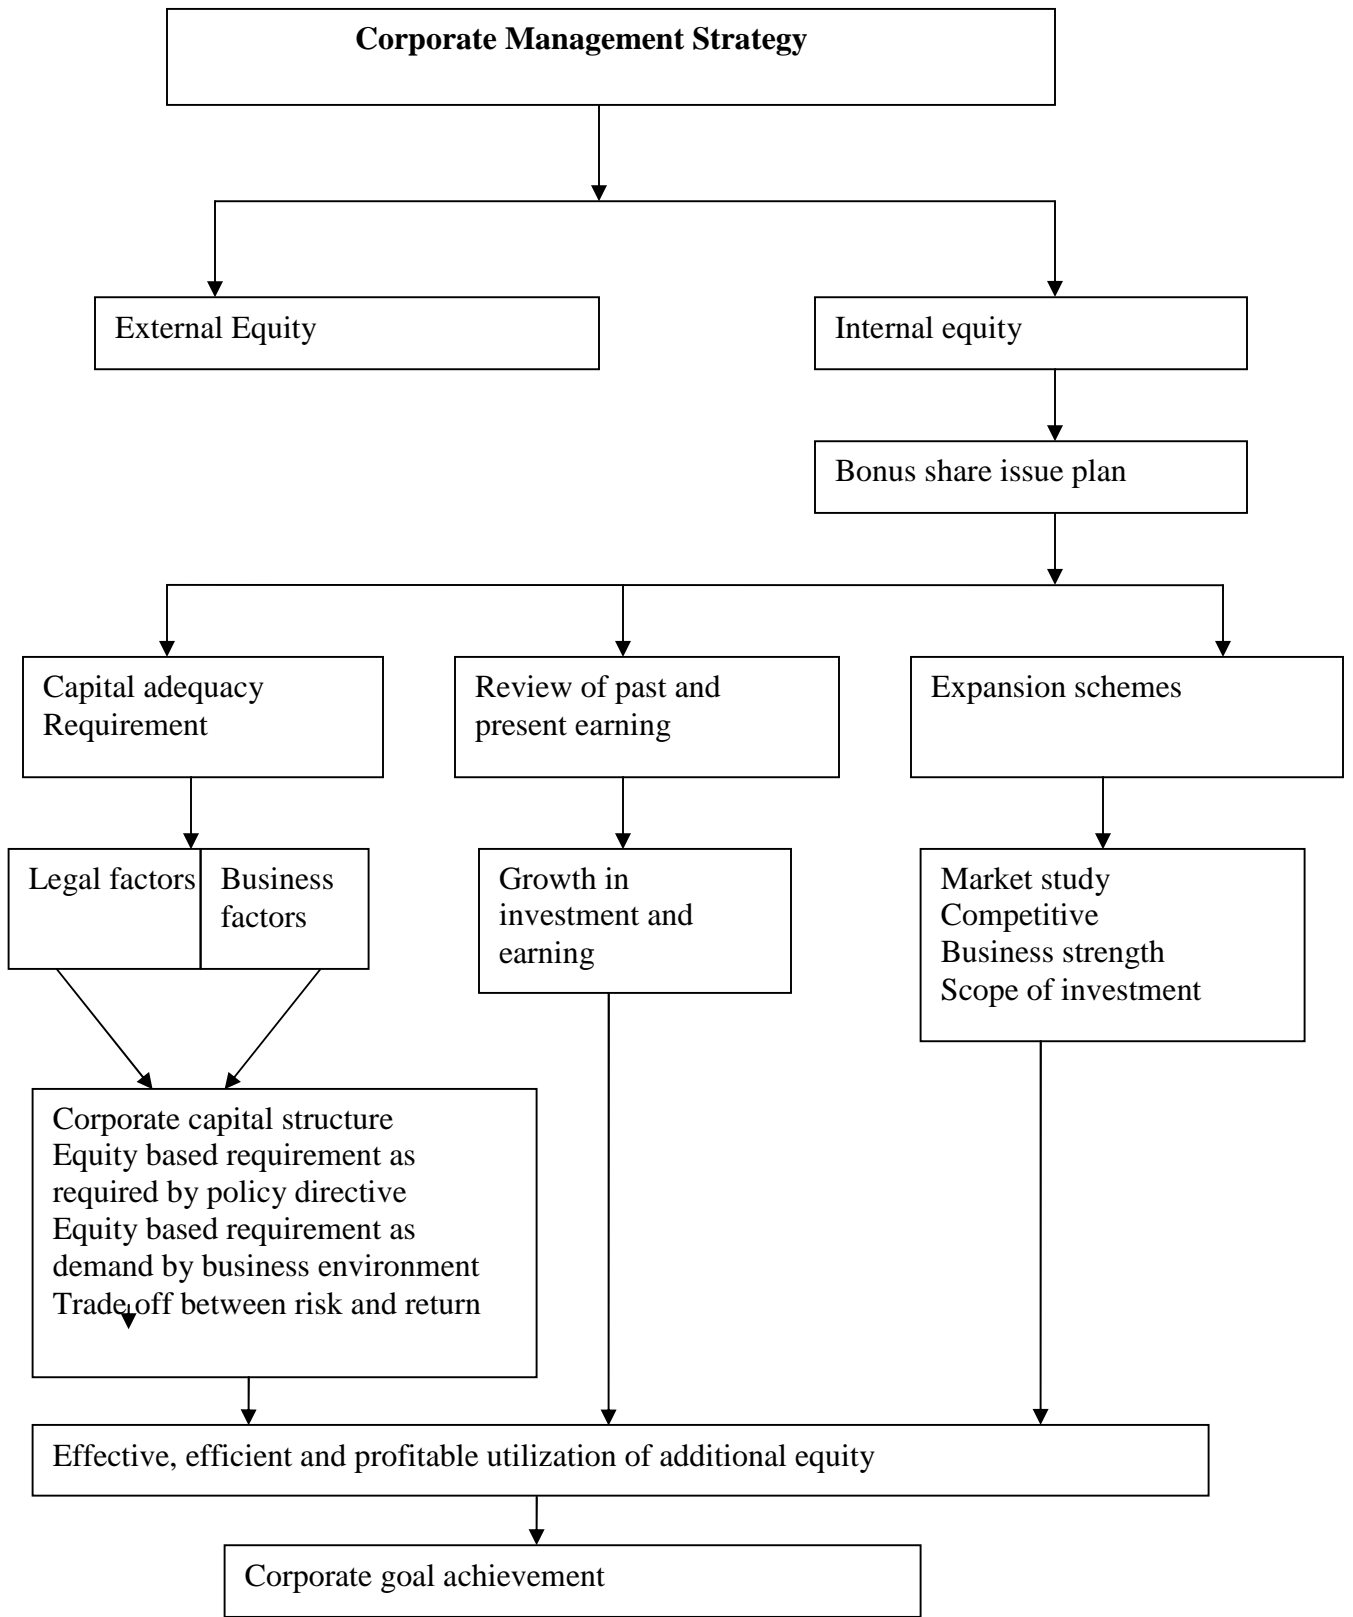 Corporate Management Strategy
External Equity
Internal equity
Bonus share issue plan
Capital adequacy
Requirement
Review of past and
present earning
Expansion schemes
Legal factors
Business
factors
Growth in
investment and
earning
Market study
Competitive
Business strength
Scope of investment
Corporate capital structure
Equity based requirement as
required by policy directive
Equity based requirement as
demand by business environment
Trade off between risk and return
Effective, efficient and profitable utilization of additional equity
Corporate goal achievement